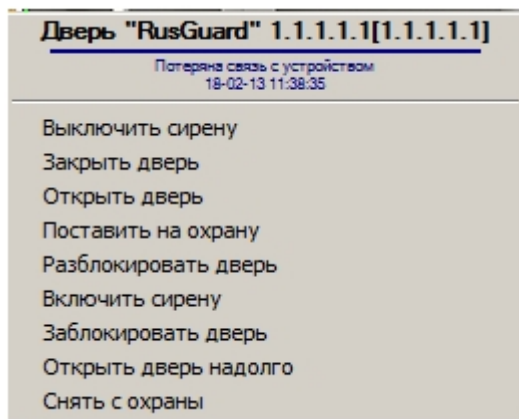 Дверь "RusGuard" 1.1.1.1.1[1.1.1.1.1]
Потеряна связь с устройством
18-02-13 11:38:35
Выключить сирену
Закрыть дверь
Открыть дверь
Поставить на охрану
Разблокировать дверь
Включить сирену
Заблокировать дверь
Открыть дверь надолго
Снять с охраны